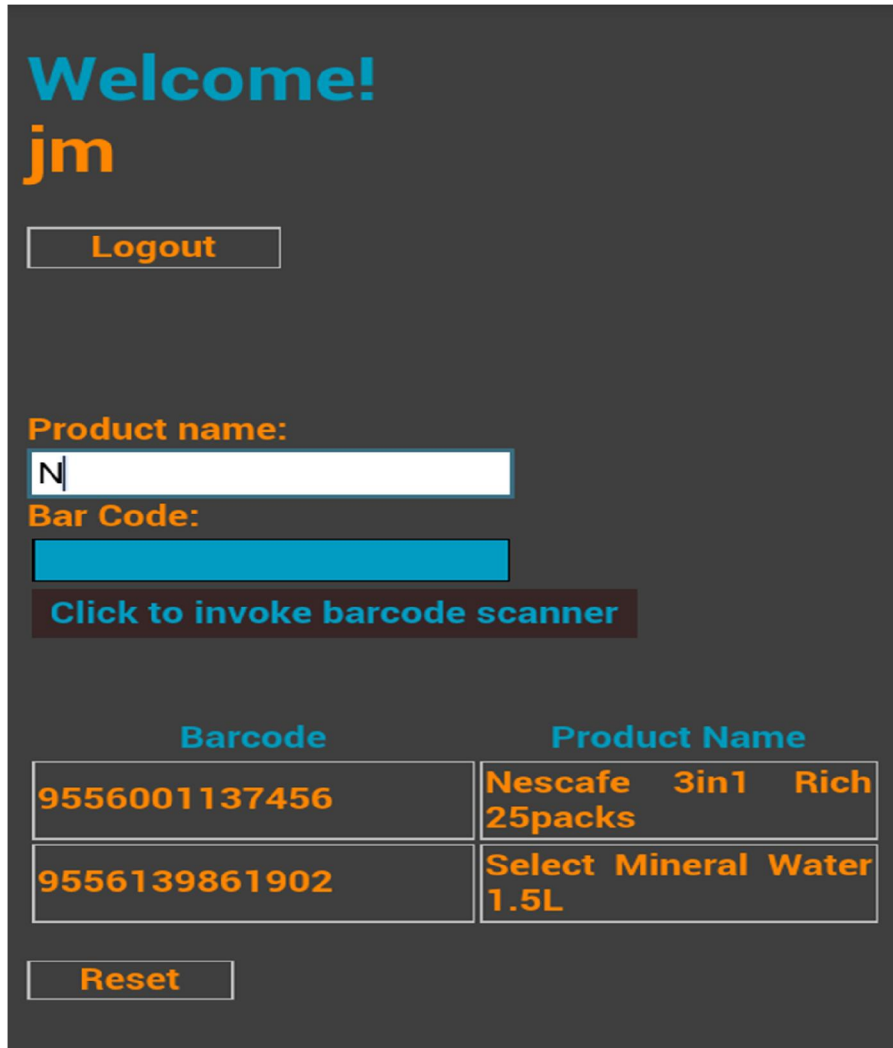 Welcome!
jm
Logout
Product name:
N
Bar Code:
Click to invoke barcode scanner
Barcode Product Name
9556001137456 Nescafe 3in1 Rich
25packs
9556139861902 Select Mineral Water
1.5L
Reset